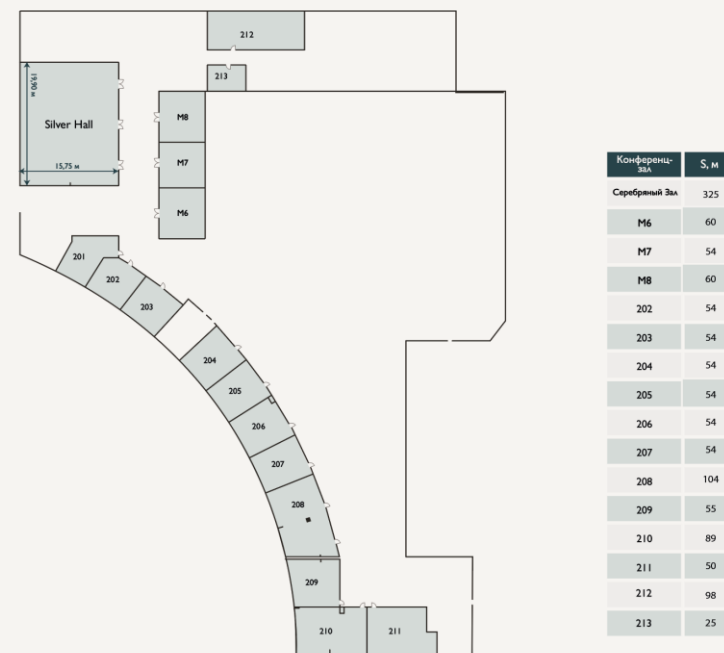 212
213
19,90 м
Silver Hall
15,75 м
M8
M7
M6
201
202
203
204
205
206
207
208
209
210
211
Конференц-
зал
S, м
Серебряный Зал 325
M6 60
M7 54
M8 60
202 54
203 54
204 54
205 54
206 54
207 54
208 104
209 55
210 89
211 50
212 98
213 25